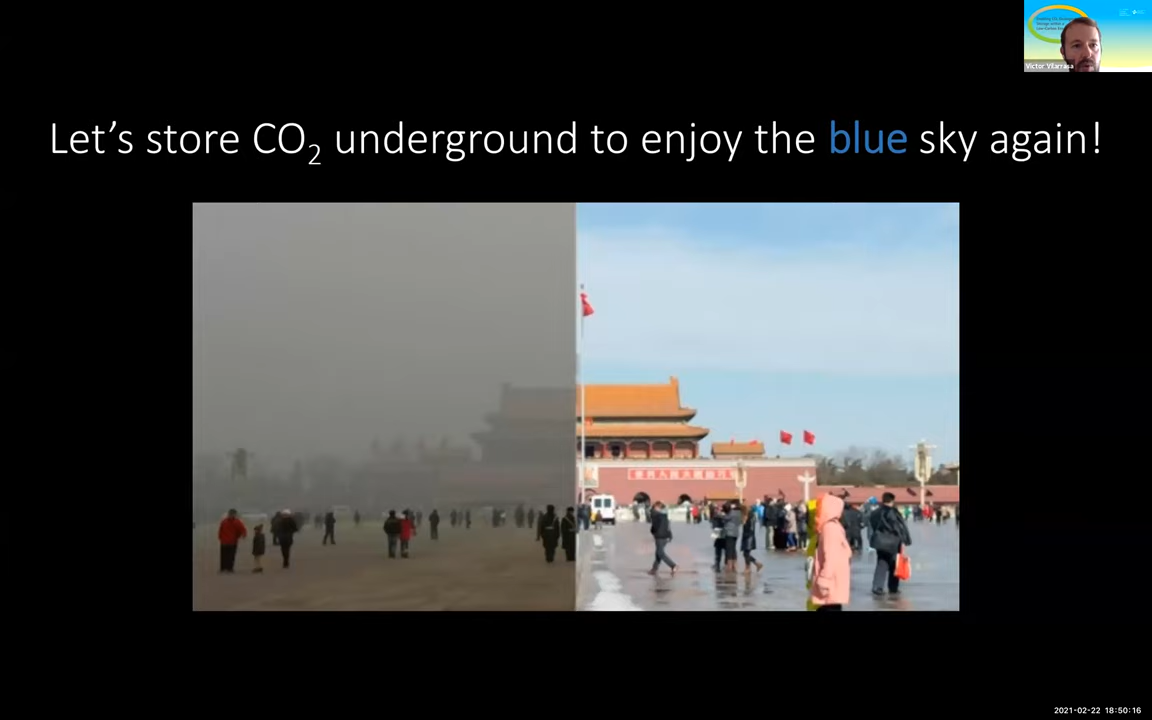 Let's store CO₂ underground to enjoy the blue sky again!
Victor Vilarrasa
2021-02-22 18:50:16